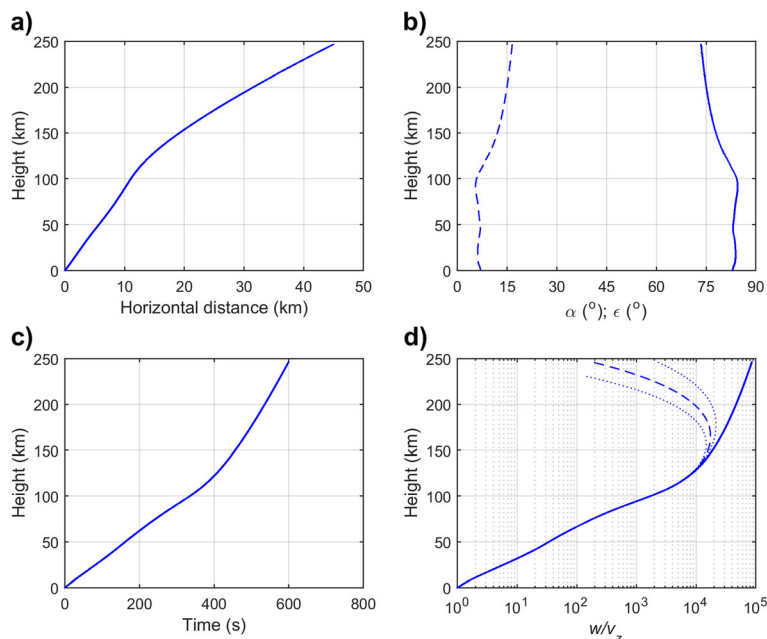 a)
250
200
150
100
50
0
Height (km)
0 10 20 30 40 50
Horizontal distance (km)
b)
250
200
150
100
50
0
Height (km)
0 15 30 45 60 75 90
α (°); ϵ (°)
c)
250
200
150
100
50
0
Height (km)
0 200 400 600 800
Time (s)
d)
250
200
150
100
50
0
Height (km)
10⁰ 10¹ 10² 10³ 10⁴ 10⁵
w/v_z